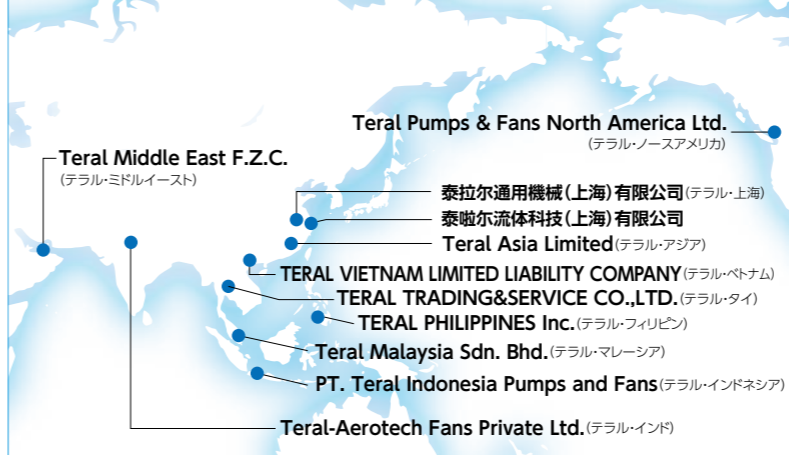 Teral Pumps & Fans North America Ltd.
(テラル・ノースアメリカ)
Teral Middle East F.Z.C.
(テラル・ミドルイースト)
泰拉尔通用機械(上海)有限公司(テラル・上海)
泰啦尔流体科技(上海)有限公司
Teral Asia Limited(テラル・アジア)
TERAL VIETNAM LIMITED LIABILITY COMPANY(テラル・ベトナム)
TERAL TRADING&SERVICE CO.,LTD.(テラル・タイ)
TERAL PHILIPPINES Inc.(テラル・フィリピン)
Teral Malaysia Sdn. Bhd.(テラル・マレーシア)
PT. Teral Indonesia Pumps and Fans(テラル・インドネシア)
Teral-Aerotech Fans Private Ltd.(テラル・インド)